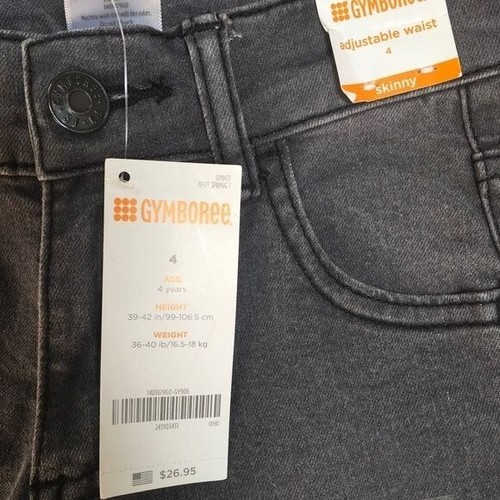 GYMBOREE
adjustable waist
4
skinny
GYMBOREE
GYMBOREE
4
AGE
4 years
HEIGHT
39-42 in/99-106.5 cm
WEIGHT
36-40 lb/16.5-18 kg
$26.95